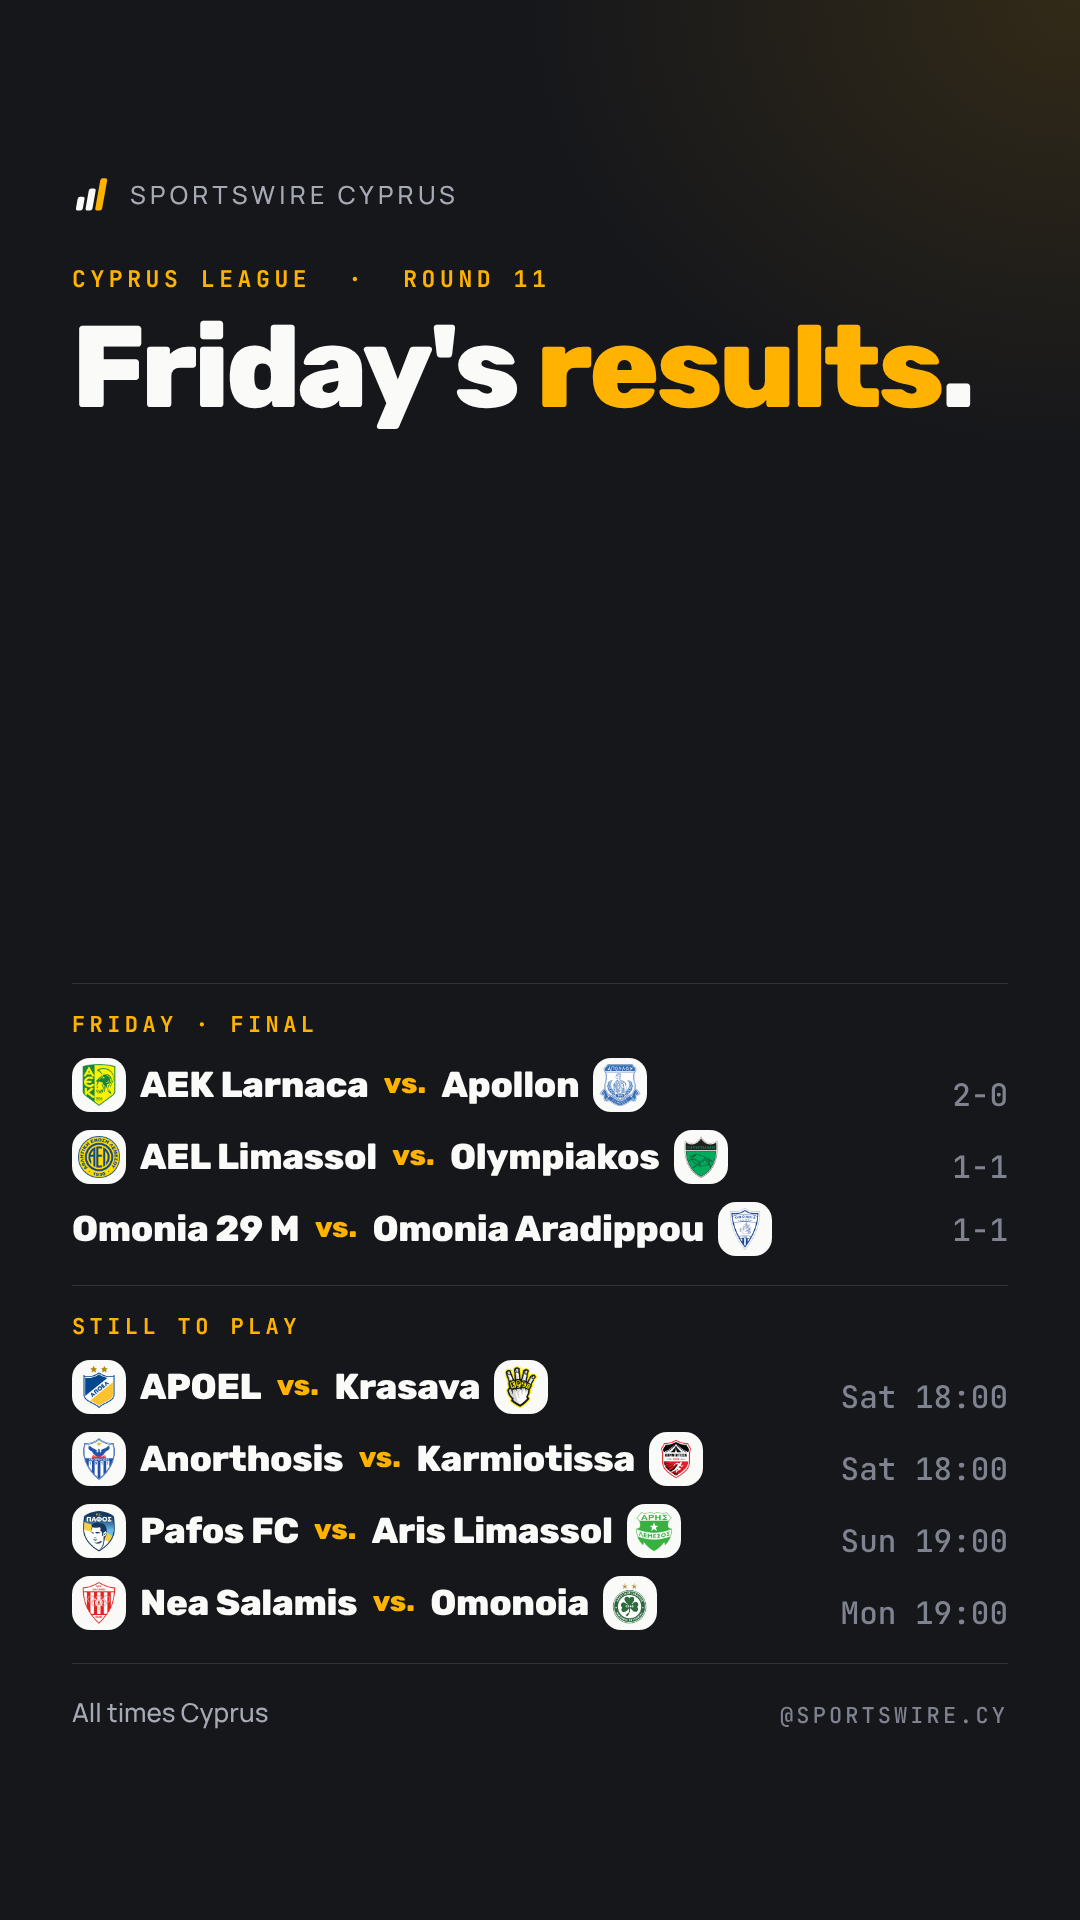 SPORTSWIRE CYPRUS
CYPRUS LEAGUE · ROUND 11
Friday's results.
FRIDAY · FINAL
AEK Larnaca vs. Apollon 2-0
AEL Limassol vs. Olympiakos 1-1
Omonia 29 M vs. Omonia Aradippou 1-1
STILL TO PLAY
APOEL vs. Krasava Sat 18:00
Anorthosis vs. Karmiotissa Sat 18:00
Pafos FC vs. Aris Limassol Sun 19:00
Nea Salamis vs. Omonoia Mon 19:00
All times Cyprus @SPORTSWIRE.CY